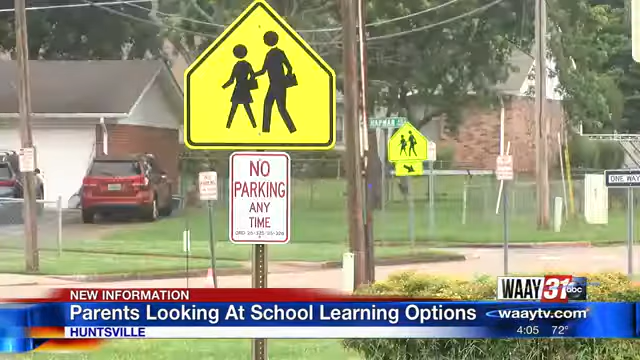 NO
PARKING
ANY
TIME
ONE WAY
NEW INFORMATION
Parents Looking At School Learning Options
HUNTSVILLE
WAAY 31 abc
waaytv.com
4:05 72°